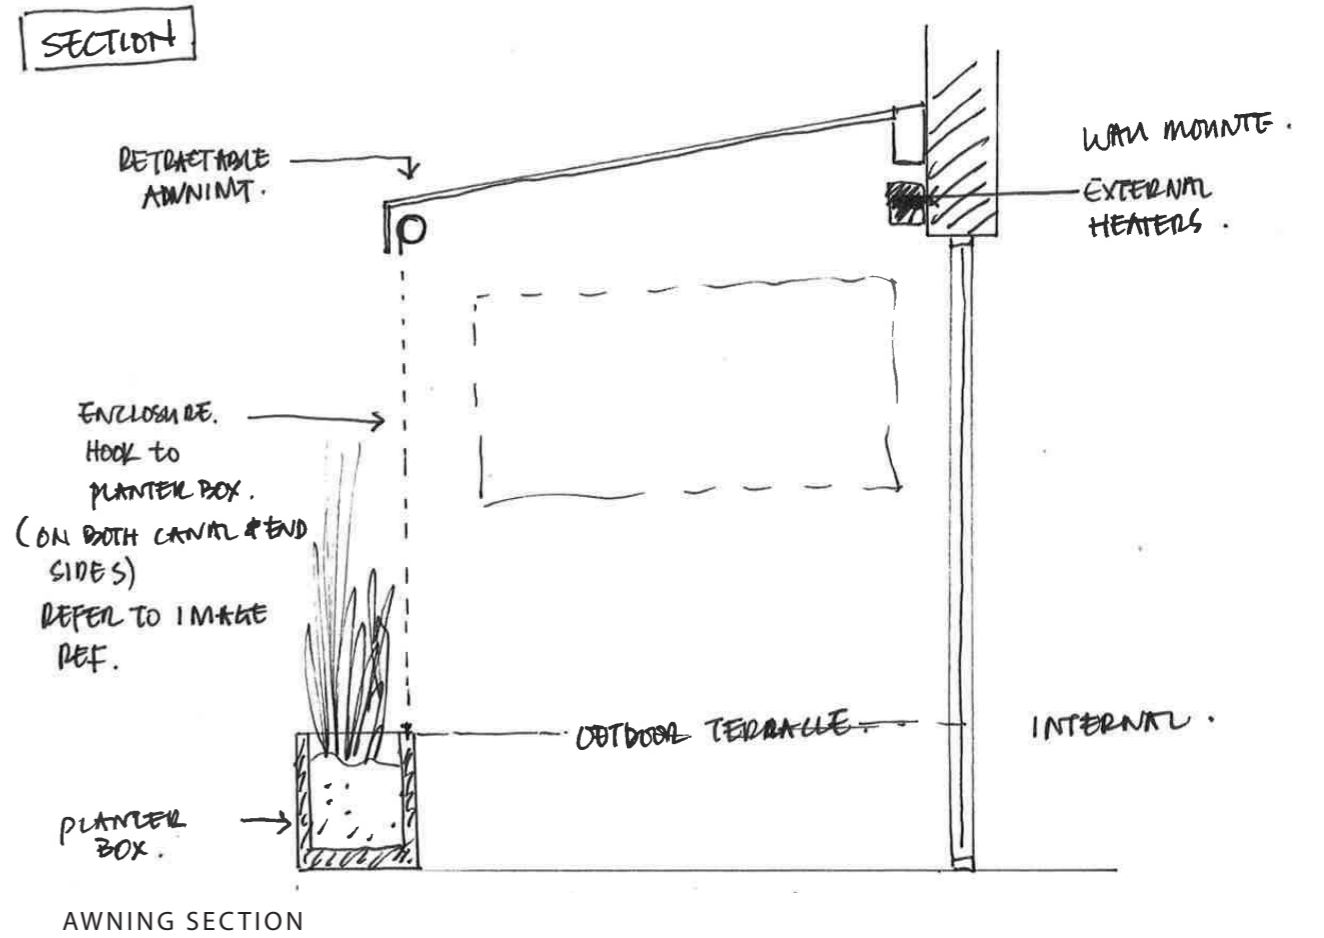 SECTION
RETRACTABLE
AWNING.
WALL MOUNTE.
EXTERNAL
HEATERS.
ENCLOSURE.
HOOK to
PLANTER BOX.
(ON BOTH CANAL & END
SIDES)
REFER TO IMAGE
REF.
OUTDOOR TERRACE.
INTERNAL.
PLANTER
BOX.
AWNING SECTION